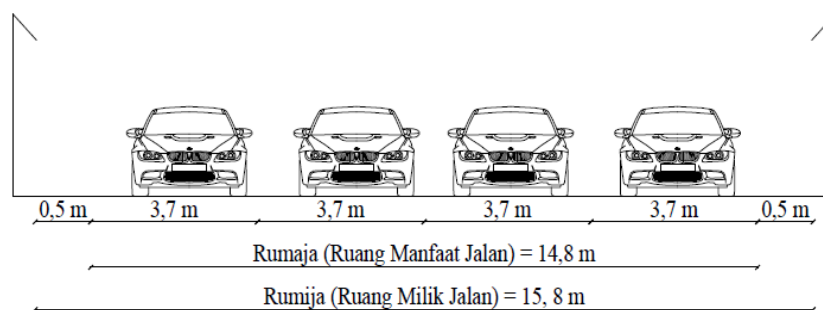 0,5 m 3,7 m 3,7 m 3,7 m 3,7 m 0,5 m
Rumaja (Ruang Manfaat Jalan) = 14,8 m
Rumija (Ruang Milik Jalan) = 15, 8 m